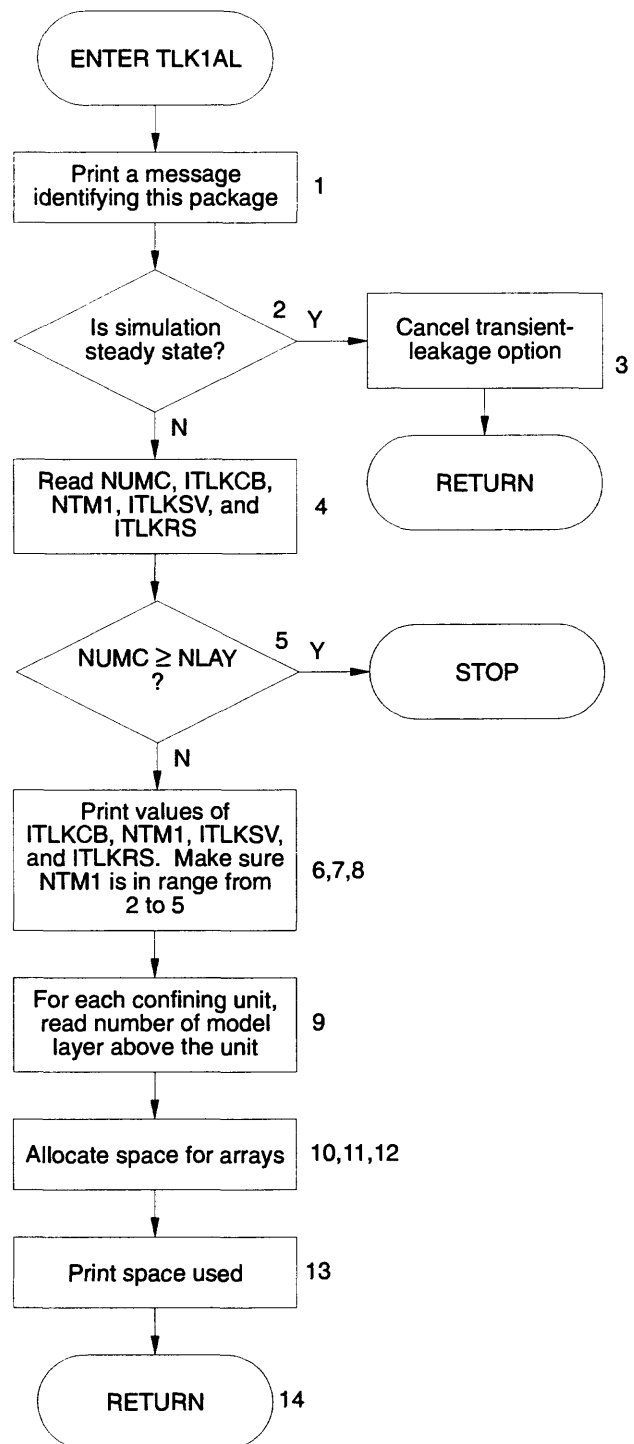 ENTER TLK1AL
Print a message
identifying this package
1
Is simulation
steady state?
2
Y
Cancel transient-
leakage option
3
RETURN
N
Read NUMC, ITLKCB,
NTM1, ITLKSV, and
ITLKRS
4
NUMC ≥ NLAY
?
5
Y
STOP
N
Print values of
ITLKCB, NTM1, ITLKSV,
and ITLKRS. Make sure
NTM1 is in range from
2 to 5
6,7,8
For each confining unit,
read number of model
layer above the unit
9
Allocate space for arrays
10,11,12
Print space used
13
RETURN
14